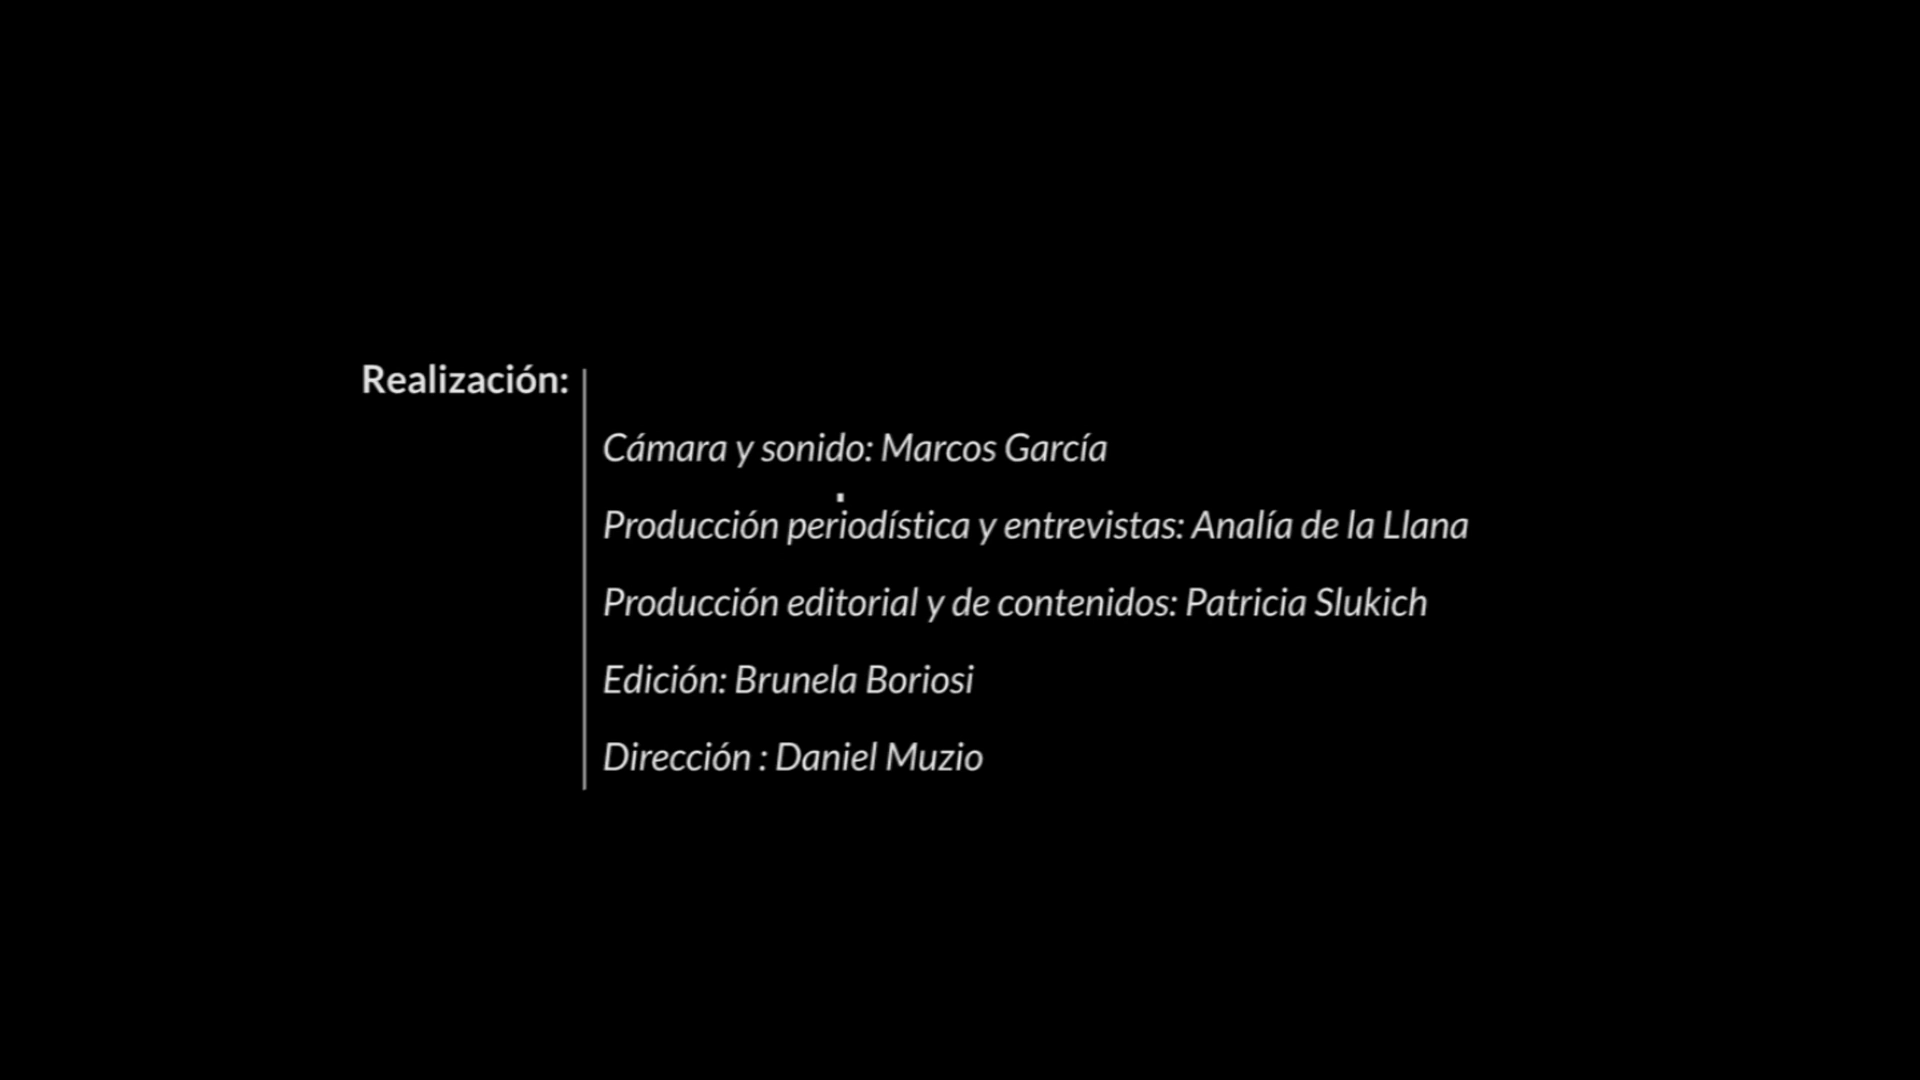 Realización:
Cámara y sonido: Marcos García
Producción periodística y entrevistas: Analía de la Llana
Producción editorial y de contenidos: Patricia Slukich
Edición: Brunela Boriosi
Dirección : Daniel Muzio